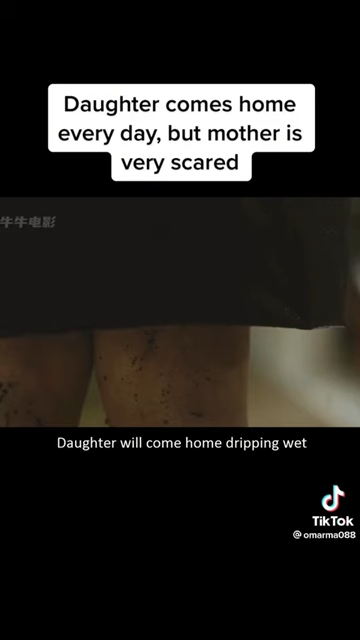 Daughter comes home
every day, but mother is
very scared
牛牛电影
Daughter will come home dripping wet
TikTok
@omarma088